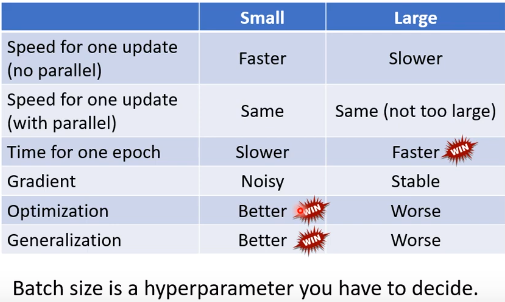 Small Large
Speed for one update
(no parallel)
Faster Slower
Speed for one update
(with parallel)
Same Same (not too large)
Time for one epoch Slower Faster WIN
Gradient Noisy Stable
Optimization Better WIN Worse
Generalization Better WIN Worse
Batch size is a hyperparameter you have to decide.